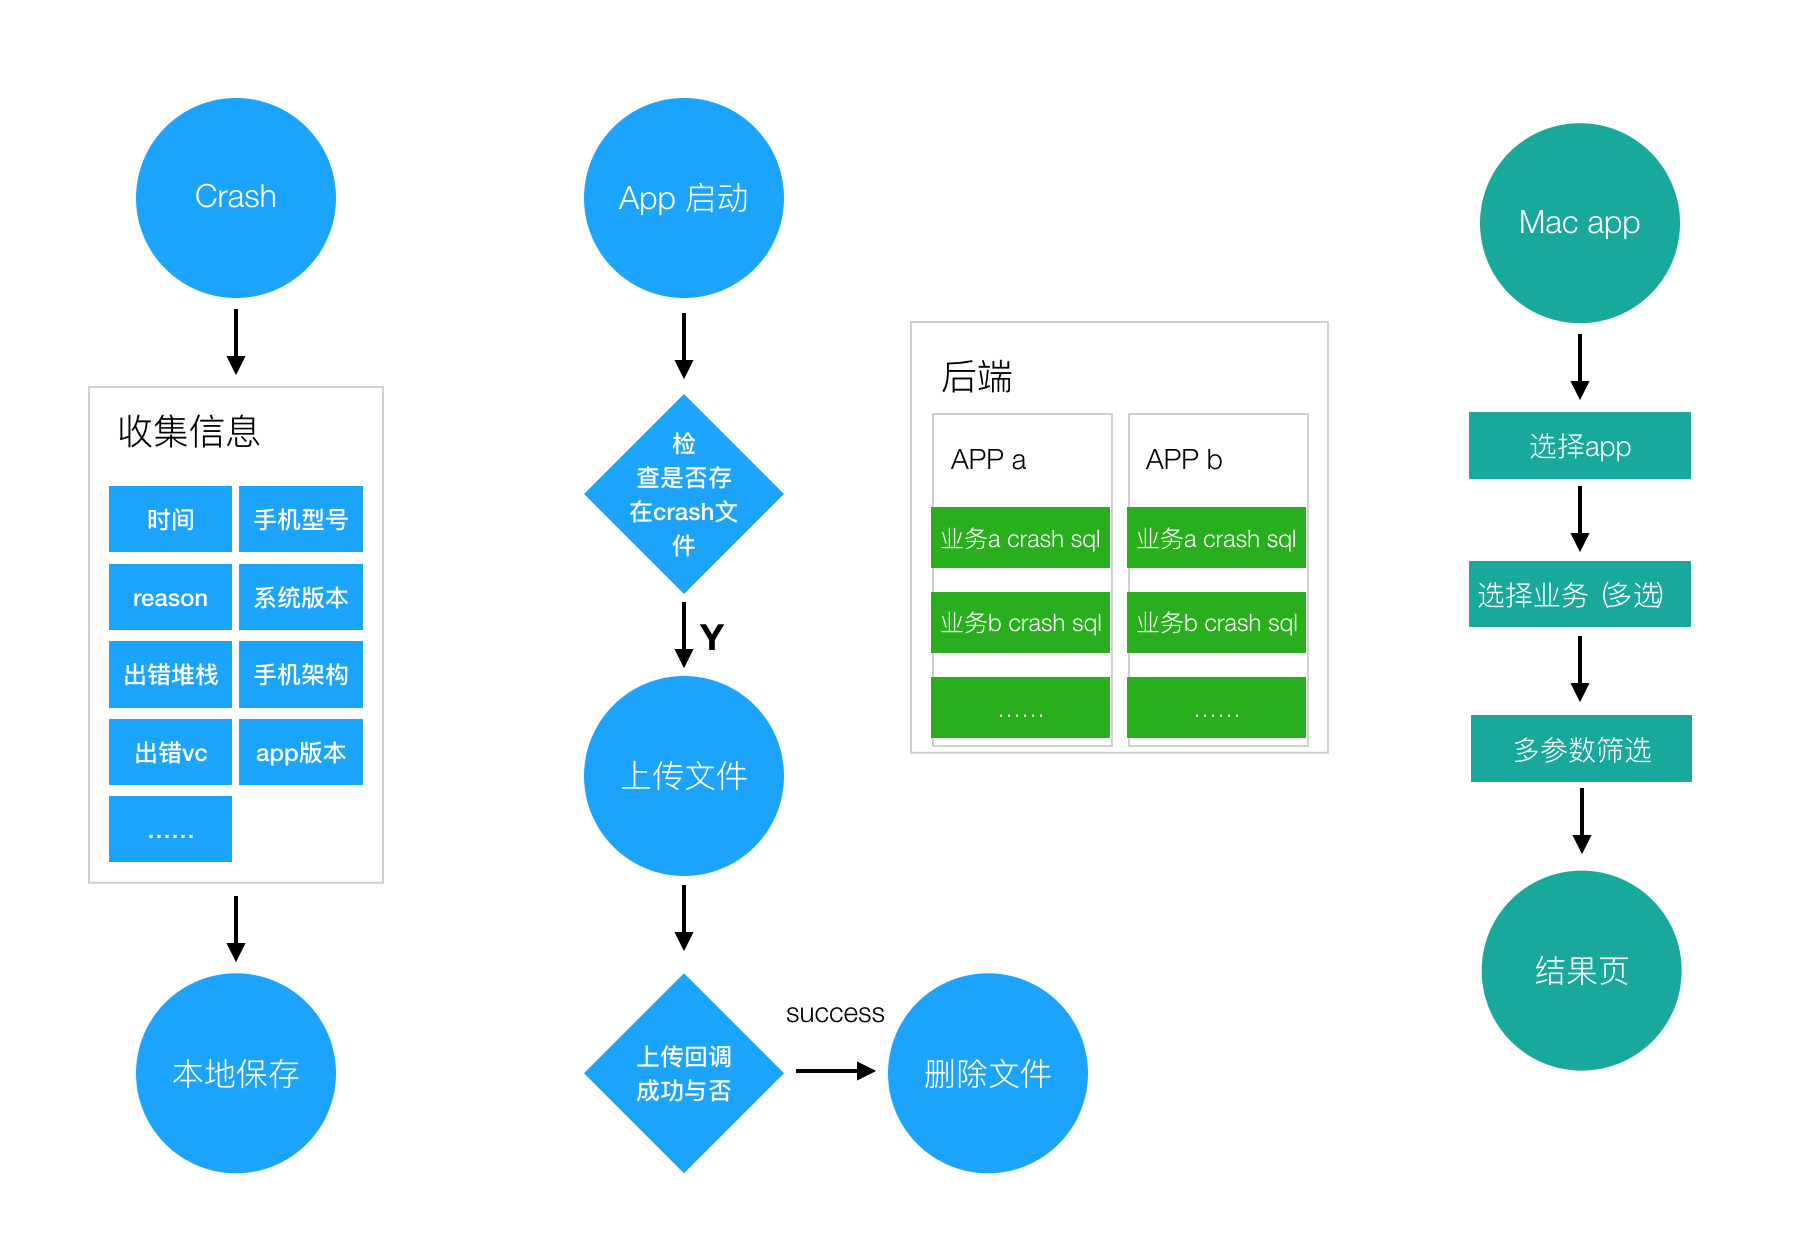 Crash
收集信息
时间
手机型号
reason
系统版本
出错堆栈
手机架构
出错vc
app版本
……
本地保存
App 启动
检
查是否存
在crash文
件
Y
上传文件
上传回调
成功与否
success
删除文件
后端
APP a
业务a crash sql
业务b crash sql
……
APP b
业务a crash sql
业务b crash sql
……
Mac app
选择app
选择业务（多选）
多参数筛选
结果页